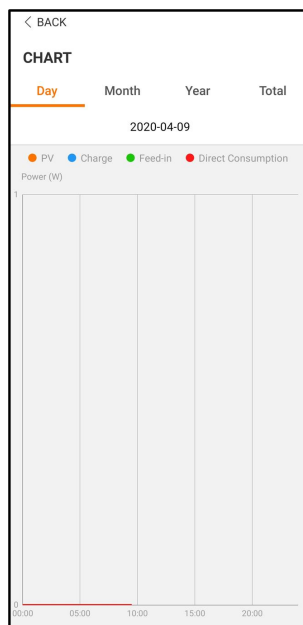 < BACK
CHART
Day Month Year Total
2020-04-09
PV Charge Feed-in Direct Consumption
Power (W)
1
0
00:00 05:00 10:00 15:00 20:00